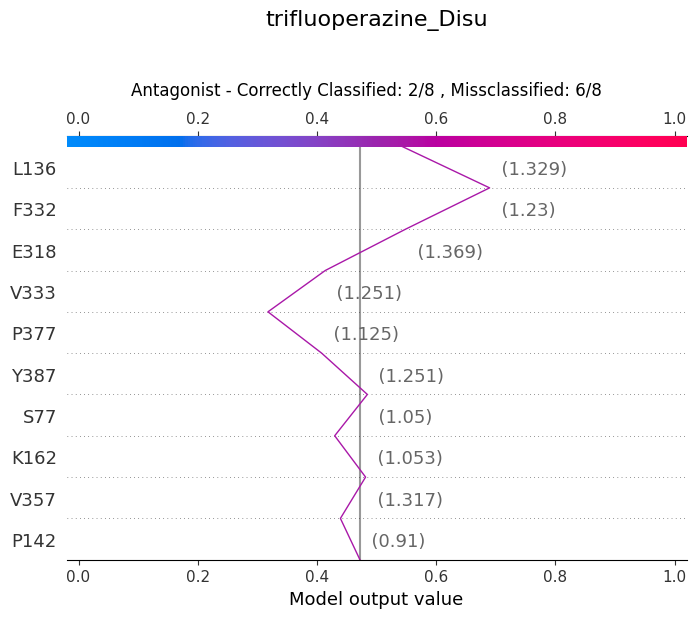 trifluoperazine_Disu
Antagonist - Correctly Classified: 2/8 , Missclassified: 6/8
0.0 0.2 0.4 0.6 0.8 1.0
L136 (1.329)
F332 (1.23)
E318 (1.369)
V333 (1.251)
P377 (1.125)
Y387 (1.251)
S77 (1.05)
K162 (1.053)
V357 (1.317)
P142 (0.91)
0.0 0.2 0.4 0.6 0.8 1.0
Model output value